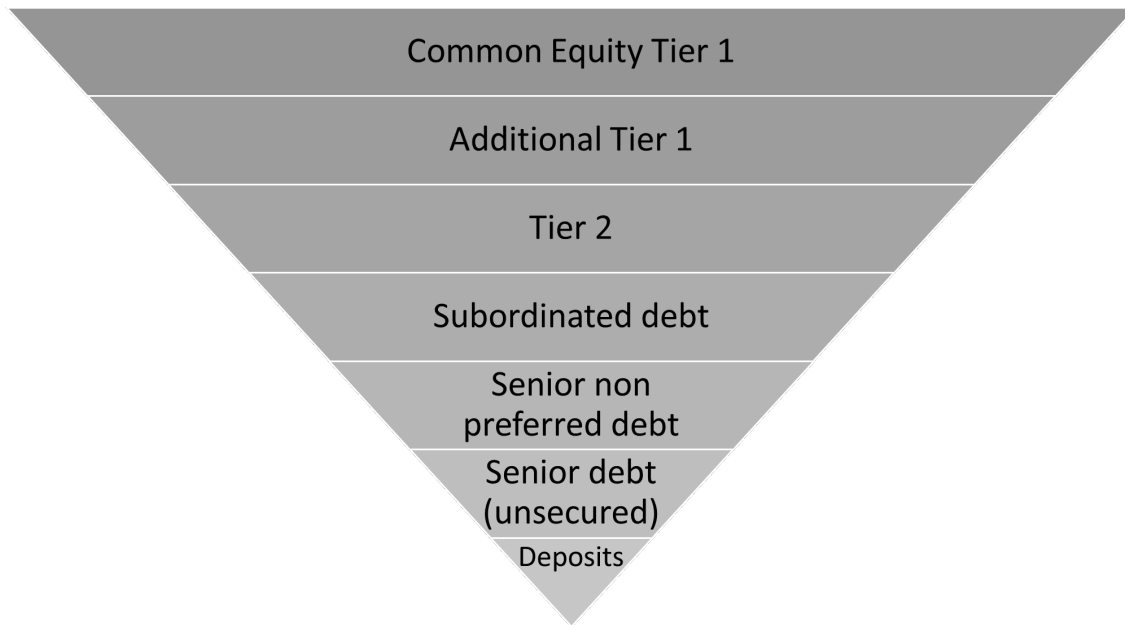 Common Equity Tier 1
Additional Tier 1
Tier 2
Subordinated debt
Senior non
preferred debt
Senior debt
(unsecured)
Deposits